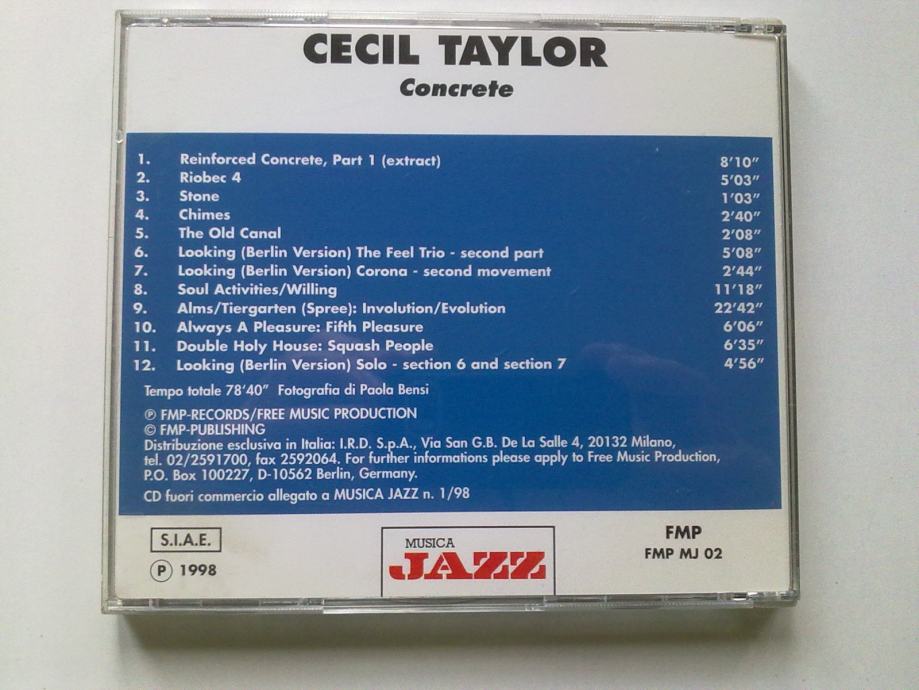 CECIL TAYLOR
Concrete
1. Reinforced Concrete, Part 1 (extract) 8'10"
2. Riobec 4 5'03"
3. Stone 1'03"
4. Chimes 2'40"
5. The Old Canal 2'08"
6. Looking (Berlin Version) The Feel Trio - second part 5'08"
7. Looking (Berlin Version) Corona - second movement 2'44"
8. Soul Activities/Willing 11'18"
9. Alms/Tiergarten (Spree): Involution/Evolution 22'42"
10. Always A Pleasure: Fifth Pleasure 6'06"
11. Double Holy House: Squash People 6'35"
12. Looking (Berlin Version) Solo - section 6 and section 7 4'56"
Tempo totale 78'40" Fotografia di Paola Bensi
℗ FMP-RECORDS/FREE MUSIC PRODUCTION
© FMP-PUBLISHING
Distribuzione esclusiva in Italia: I.R.D. S.p.A., Via San G.B. De La Salle 4, 20132 Milano,
tel. 02/2591700, fax 2592064. For further informations please apply to Free Music Production,
P.O. Box 100227, D-10562 Berlin, Germany.
CD fuori commercio allegato a MUSICA JAZZ n. 1/98
S.I.A.E.
℗ 1998
MUSICA
JAZZ
FMP
FMP MJ 02